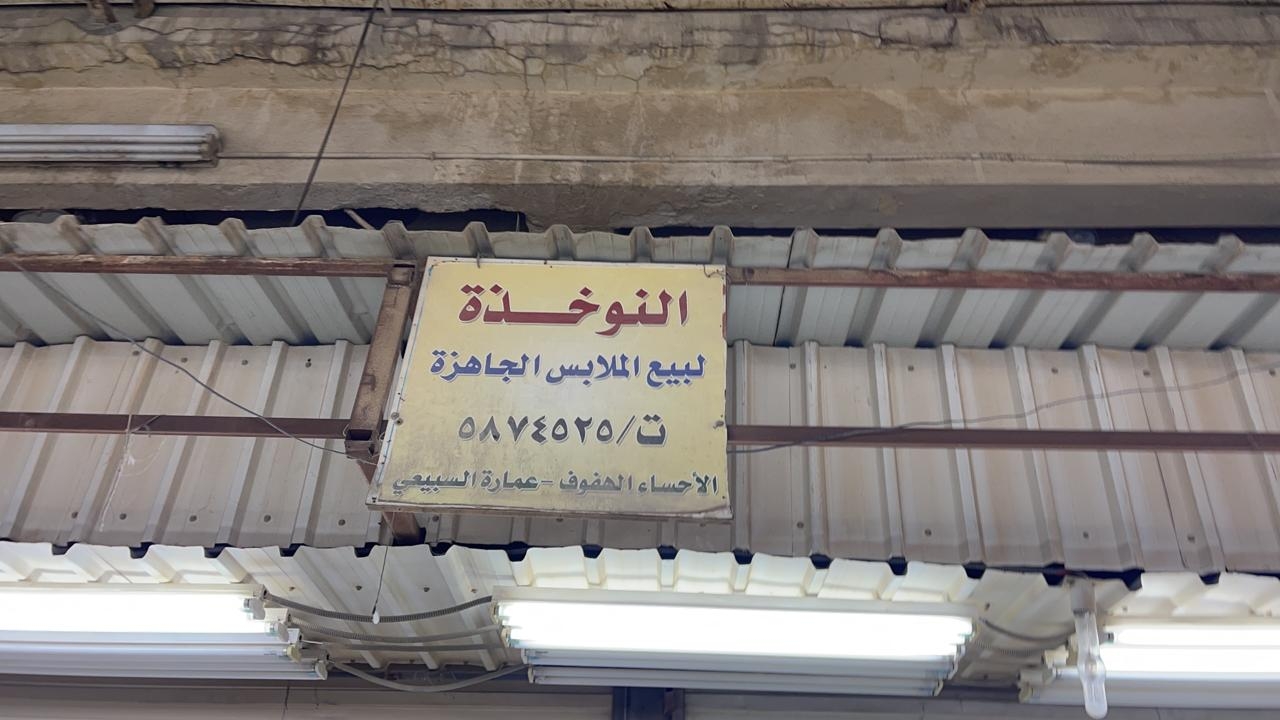 النوخذة
لبيع الملابس الجاهزة
ت/٥٨٧٤٥٢٥
الأحساء الهفوف - عمارة السبيعي